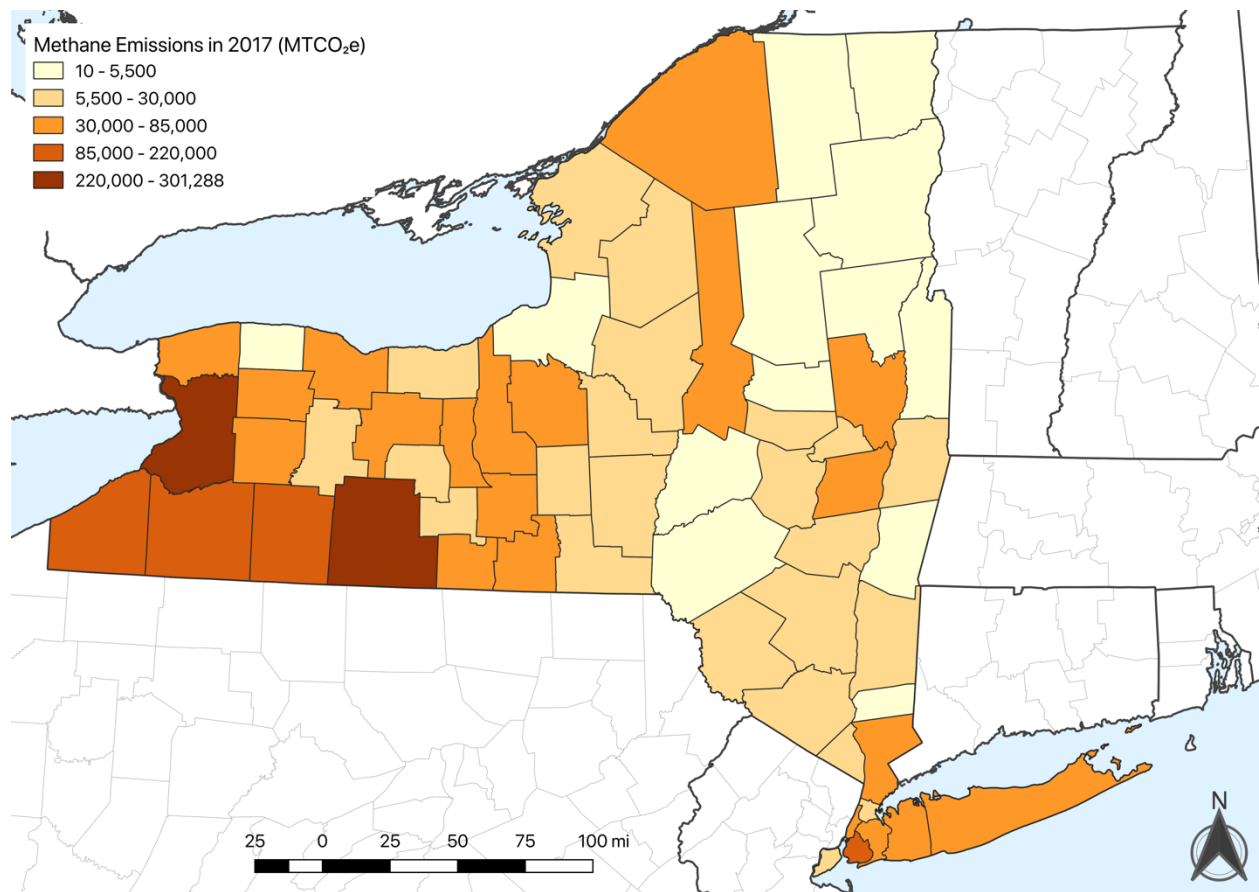 Methane Emissions in 2017 (MTCO₂e)
10 - 5,500
5,500 - 30,000
30,000 - 85,000
85,000 - 220,000
220,000 - 301,288
25 0 25 50 75 100 mi
N